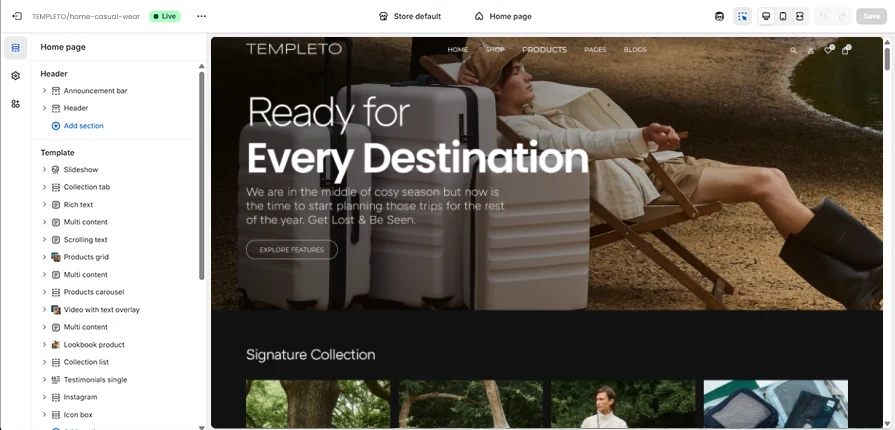 TEMPLETO/home-casual-wear
Live
Store default
Home page
Save
Home page
Header
Announcement bar
Header
Add section
Template
Slideshow
Collection tab
Rich text
Multi content
Scrolling text
Products grid
Multi content
Products carousel
Video with text overlay
Multi content
Lookbook product
Collection list
Testimonials single
Instagram
Icon box
TEMPLETO
HOME SHOP PRODUCTS PAGES BLOGS
Ready for
Every Destination
We are in the middle of cosy season but now is
the time to start planning those trips for the rest
of the year. Get Lost & Be Seen.
EXPLORE FEATURES
Signature Collection